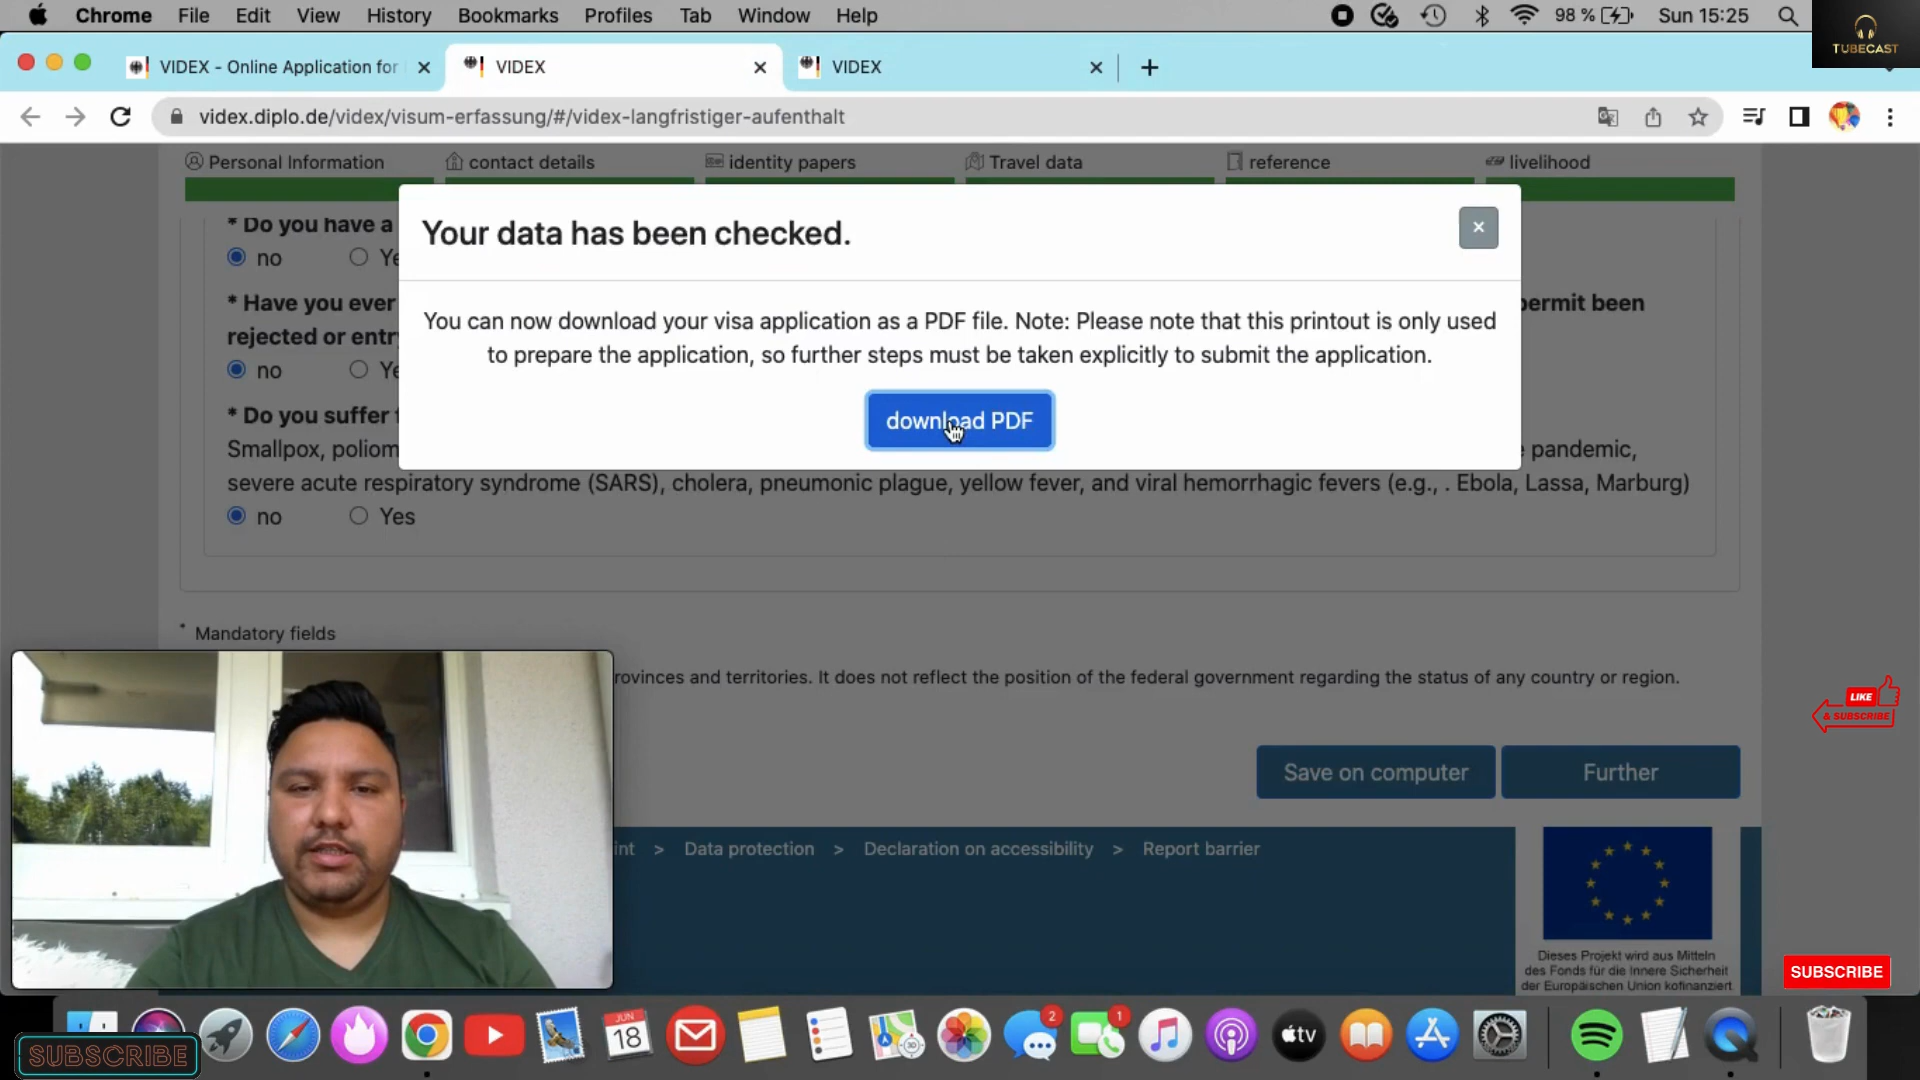 Chrome File Edit View History Bookmarks Profiles Tab Window Help 98 % Sun 15:25
TUBECAST
VIDEX - Online Application for VIDEX VIDEX
videx.diplo.de/videx/visum-erfassung/#/videx-langfristiger-aufenthalt
Personal Information contact details identity papers Travel data reference livelihood
* Do you have a
no Ye
* Have you ever permit been
rejected or entry
no Ye
* Do you suffer f
Smallpox, poliom pandemic,
severe acute respiratory syndrome (SARS), cholera, pneumonic plague, yellow fever, and viral hemorrhagic fevers (e.g., . Ebola, Lassa, Marburg)
no Yes
Your data has been checked.
×
You can now download your visa application as a PDF file. Note: Please note that this printout is only used
to prepare the application, so further steps must be taken explicitly to submit the application.
download PDF
* Mandatory fields
rovinces and territories. It does not reflect the position of the federal government regarding the status of any country or region.
LIKE
& SUBSCRIBE
Save on computer Further
int > Data protection > Declaration on accessibility > Report barrier
Dieses Projekt wird aus Mitteln
des Fonds für die Innere Sicherheit
der Europäischen Union kofinanziert
SUBSCRIBE
JUN
18
30
2
1
tv
SUBSCRIBE